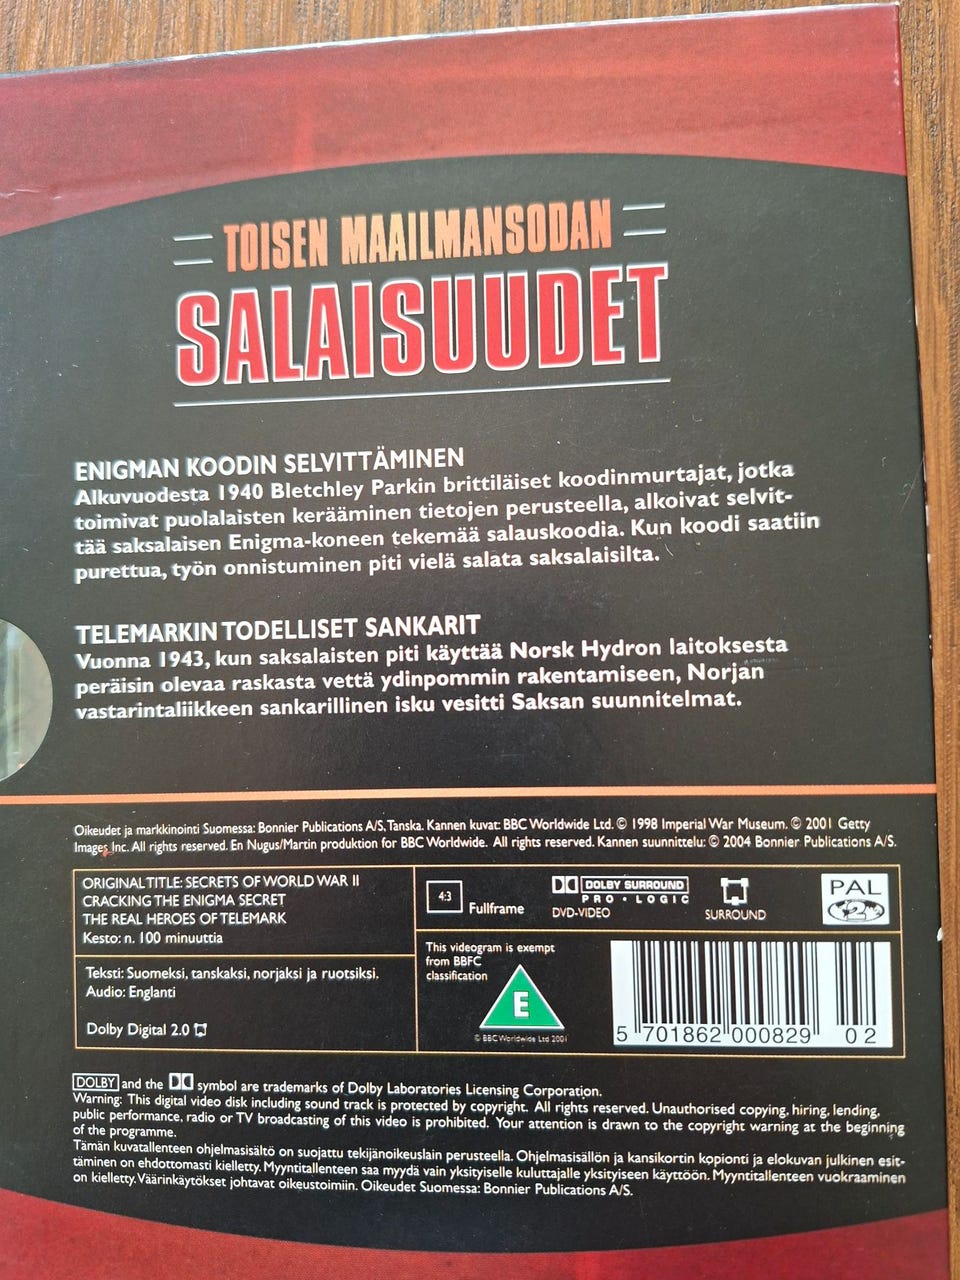 TOISEN MAAILMANSODAN
SALAISUUDET
ENIGMAN KOODIN SELVITTÄMINEN
Alkuvuodesta 1940 Bletchley Parkin brittiläiset koodinmurtajat, jotka
toimivat puolalaisten kerääminen tietojen perusteella, alkoivat selvit-
tää saksalaisen Enigma-koneen tekemää salauskoodia. Kun koodi saatiin
purettua, työn onnistuminen piti vielä salata saksalaisilta.
TELEMARKIN TODELLISET SANKARIT
Vuonna 1943, kun saksalaisten piti käyttää Norsk Hydron laitoksesta
peräisin olevaa raskasta vettä ydinpommin rakentamiseen, Norjan
vastarintaliikkeen sankarillinen isku vesitti Saksan suunnitelmat.
Oikeudet ja markkinointi Suomessa: Bonnier Publications A/S, Tanska. Kannen kuvat: BBC Worldwide Ltd. © 1998 Imperial War Museum. © 2001 Getty
Images Inc. All rights reserved. En Nugus/Martin produktion for BBC Worldwide. All rights reserved. Kannen suunnittelu: © 2004 Bonnier Publications A/S.
ORIGINAL TITLE: SECRETS OF WORLD WAR II
CRACKING THE ENIGMA SECRET
THE REAL HEROES OF TELEMARK
Kesto: n. 100 minuuttia
Teksti: Suomeksi, tanskaksi, norjaksi ja ruotsiksi.
Audio: Englanti
Dolby Digital 2.0
4:3 Fullframe
DOLBY SURROUND
PRO • LOGIC
DVD-VIDEO
SURROUND
PAL
2
This videogram is exempt
from BBFC
classification
E
© BBC Worldwide Ltd 2001
5 701862 000829 02
DOLBY and the symbol are trademarks of Dolby Laboratories Licensing Corporation.
Warning: This digital video disk including sound track is protected by copyright. All rights reserved. Unauthorised copying, hiring, lending,
public performance, radio or TV broadcasting of this video is prohibited. Your attention is drawn to the copyright warning at the beginning
of the programme.
Tämän kuvatallenteen ohjelmasisältö on suojattu tekijänoikeuslain perusteella. Ohjelmasisällön ja kansikortin kopionti ja elokuvan julkinen esit-
täminen on ehdottomasti kielletty. Myyntitallenteen saa myydä vain yksityiselle kuluttajalle yksityiseen käyttöön. Myyntitallenteen vuokraaminen
on kielletty. Väärinkäytökset johtavat oikeustoimiin. Oikeudet Suomessa: Bonnier Publications A/S.